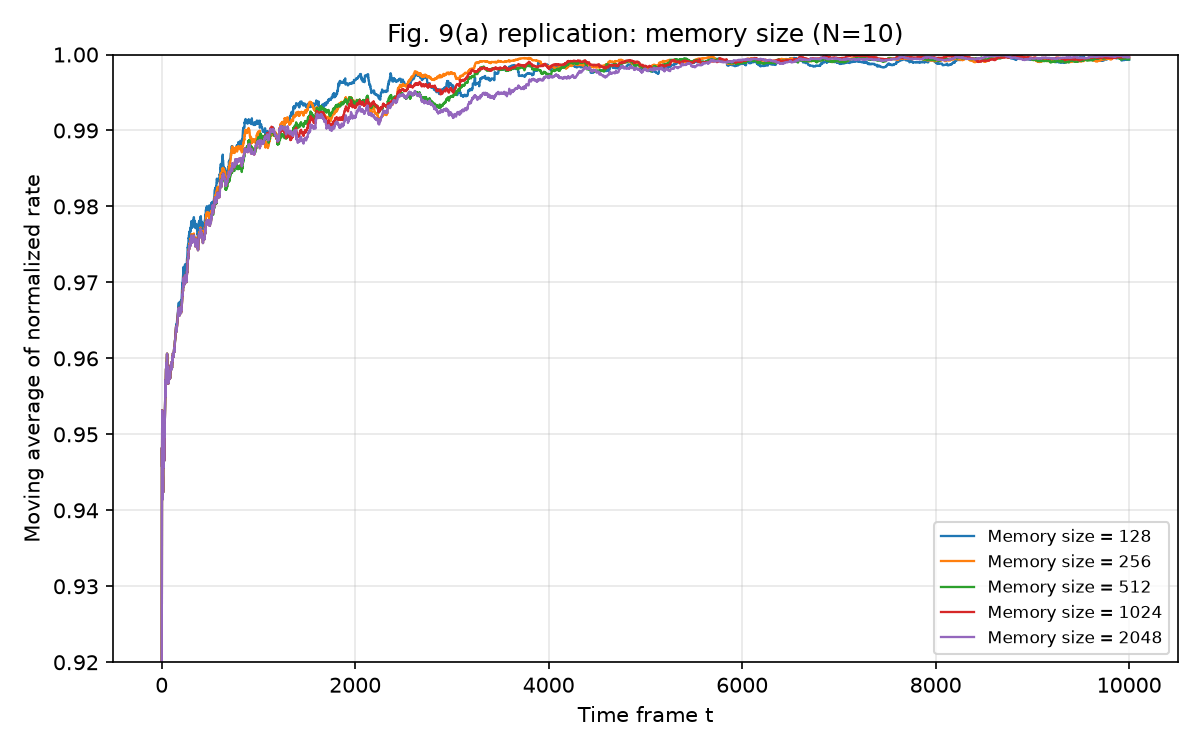 Fig. 9(a) replication: memory size (N=10)
Moving average of normalized rate
1.00
0.99
0.98
0.97
0.96
0.95
0.94
0.93
0.92
0
2000
4000
6000
8000
10000
Time frame t
Memory size = 128
Memory size = 256
Memory size = 512
Memory size = 1024
Memory size = 2048